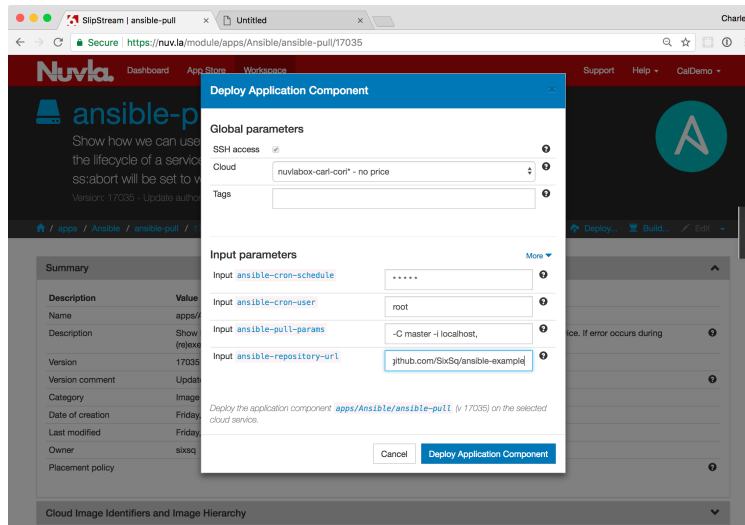 SlipStream | ansible-pull
Untitled
Charle
Secure https://nuv.la/module/apps/Ansible/ansible-pull/17035
Nuvla. Dashboard App Store Workspace Support Help CalDemo
ansible-p
Show how we can use
the lifecycle of a service
ss:abort will be set to w
Version: 17035 - Update autho
/ apps / Ansible / ansible-pull / 1
Deploy... Build... Edit
Deploy Application Component
Global parameters
SSH access
Cloud nuvlabox-carl-cori* - no price
Tags
Input parameters More
Input ansible-cron-schedule * * * * *
Input ansible-cron-user root
Input ansible-pull-params -C master -i localhost,
Input ansible-repository-url github.com/SixSq/ansible-example
Deploy the application component apps/Ansible/ansible-pull (v 17035) on the selected
cloud service.
Cancel Deploy Application Component
Summary
Description Value
Name apps/A
Description Show
(re)exe
ice. If error occurs during
Version 17035
Version comment Updat
Category Image
Date of creation Friday,
Last modified Friday,
Owner sixsq
Placement policy
Cloud Image Identifiers and Image Hierarchy